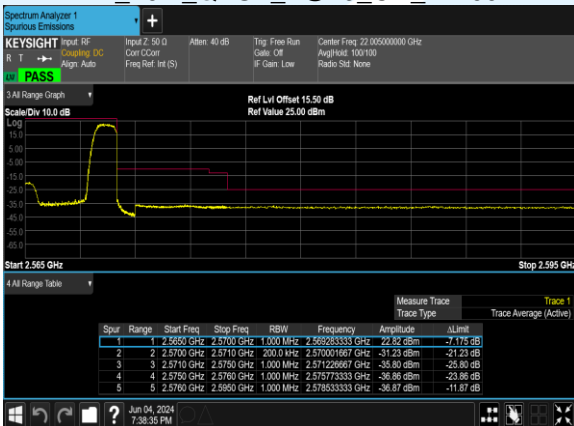 Spectrum Analyzer 1
Spurious Emissions
+
KEYSIGHT Input: RF Input Z: 50 Ω Atten: 40 dB Trig: Free Run Center Freq: 22.005000000 GHz
R T Coupling: DC Corr CCorr Gate: Off Avg|Hold: 100/100
Align: Auto Freq Ref: Int (S) IF Gain: Low Radio Std: None
PASS
3 All Range Graph
Ref Lvl Offset 15.50 dB
Scale/Div 10.0 dB Ref Value 25.00 dBm
Log
15.0
5.00
-5.00
-15.0
-25.0
-35.0
-45.0
-55.0
-65.0
Start 2.565 GHz Stop 2.595 GHz
4 All Range Table
Measure Trace Trace 1
Trace Type Trace Average (Active)
Spur Range Start Freq Stop Freq RBW Frequency Amplitude ΔLimit
1 1 2.5650 GHz 2.5700 GHz 1.000 MHz 2.569283333 GHz 22.82 dBm -7.175 dB
2 2 2.5700 GHz 2.5710 GHz 200.0 kHz 2.570001667 GHz -31.23 dBm -21.23 dB
3 3 2.5710 GHz 2.5750 GHz 1.000 MHz 2.571226667 GHz -35.80 dBm -25.80 dB
4 4 2.5750 GHz 2.5760 GHz 1.000 MHz 2.575773333 GHz -36.86 dBm -23.86 dB
5 5 2.5760 GHz 2.5950 GHz 1.000 MHz 2.578533333 GHz -36.87 dBm -11.87 dB
? Jun 04, 2024
7:38:35 PM